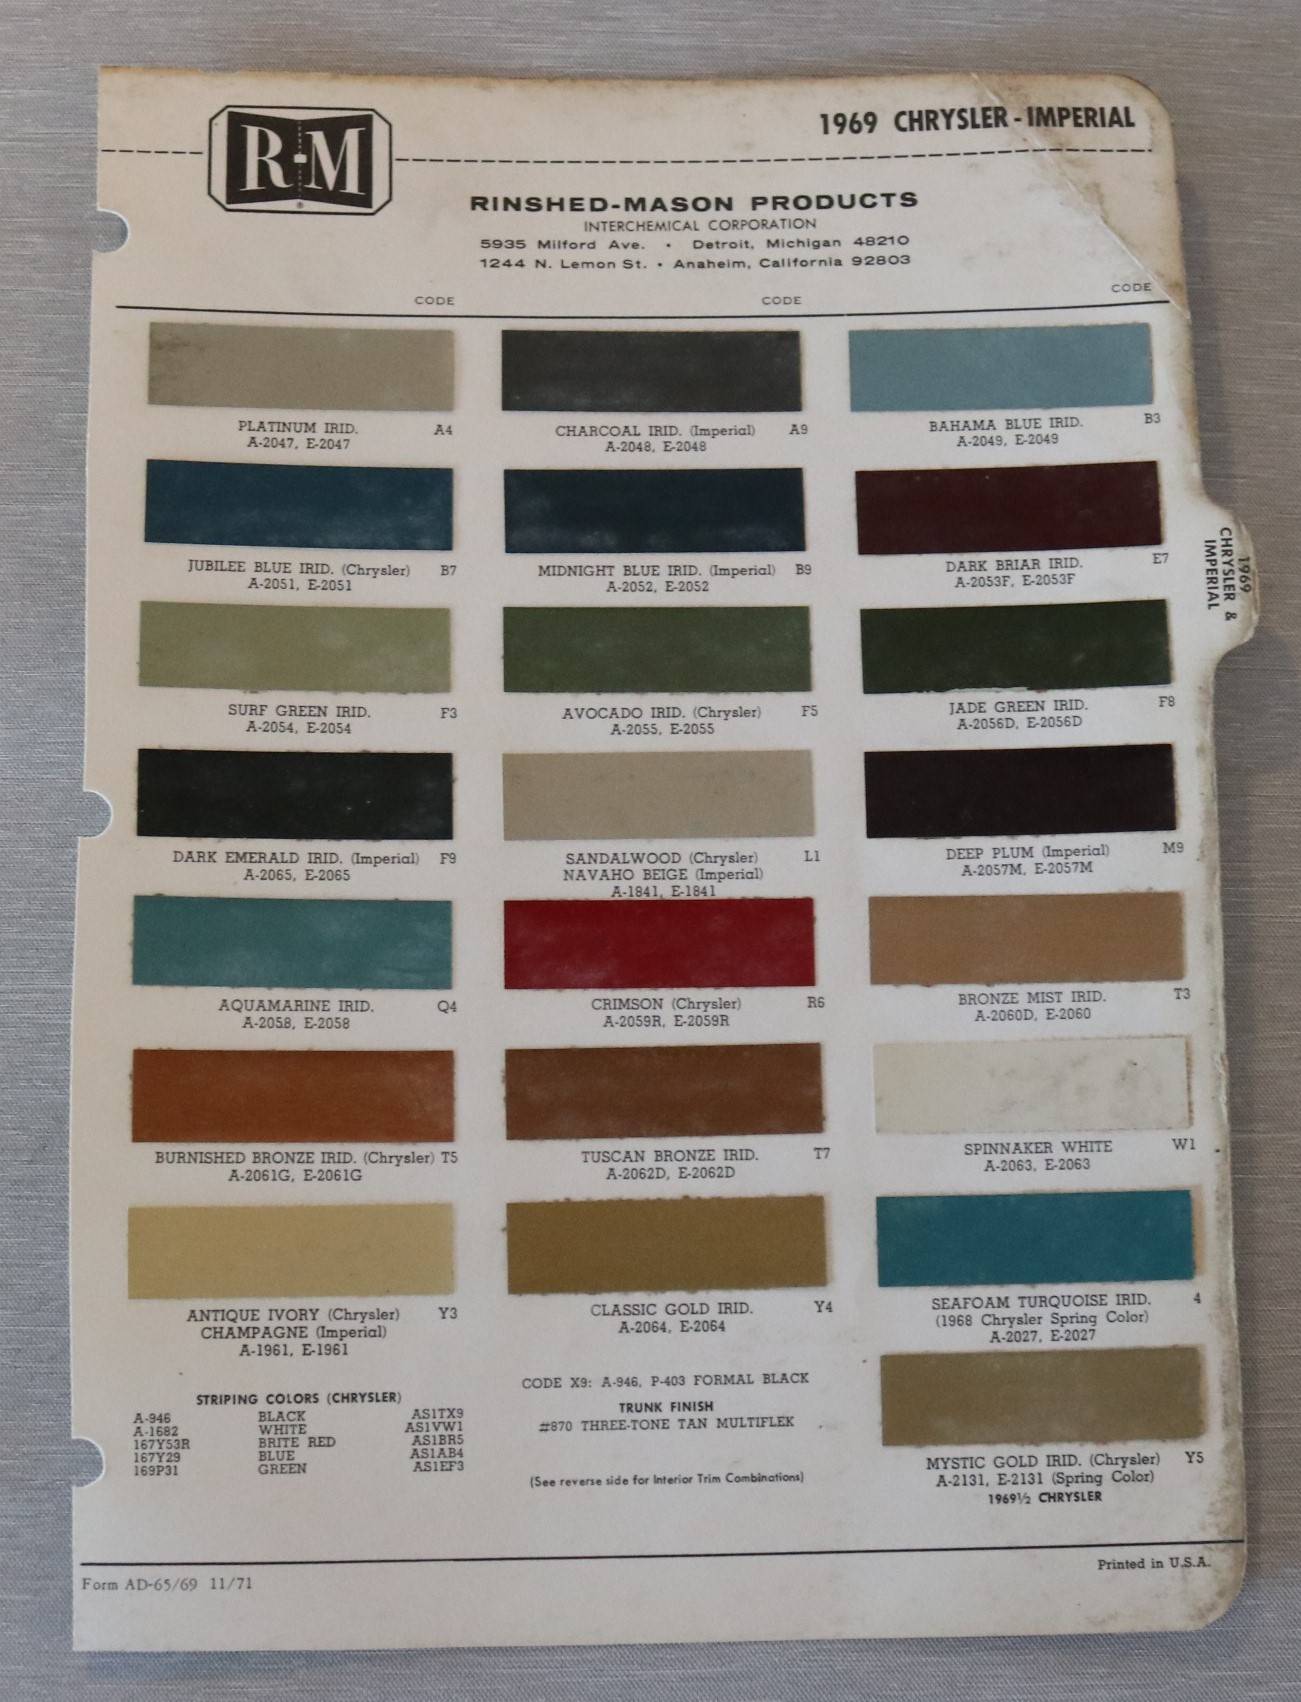 R-M
®
1969 CHRYSLER - IMPERIAL
RINSHED-MASON PRODUCTS
INTERCHEMICAL CORPORATION
5935 Milford Ave. • Detroit, Michigan 48210
1244 N. Lemon St. • Anaheim, California 92803
CODE CODE CODE
PLATINUM IRID. A4
A-2047, E-2047
CHARCOAL IRID. (Imperial) A9
A-2048, E-2048
BAHAMA BLUE IRID. B3
A-2049, E-2049
JUBILEE BLUE IRID. (Chrysler) B7
A-2051, E-2051
MIDNIGHT BLUE IRID. (Imperial) B9
A-2052, E-2052
DARK BRIAR IRID. E7
A-2053F, E-2053F
1969
CHRYSLER &
IMPERIAL
SURF GREEN IRID. F3
A-2054, E-2054
AVOCADO IRID. (Chrysler) F5
A-2055, E-2055
JADE GREEN IRID. F8
A-2056D, E-2056D
DARK EMERALD IRID. (Imperial) F9
A-2065, E-2065
SANDALWOOD (Chrysler) L1
NAVAHO BEIGE (Imperial)
A-1841, E-1841
DEEP PLUM (Imperial) M9
A-2057M, E-2057M
AQUAMARINE IRID. Q4
A-2058, E-2058
CRIMSON (Chrysler) R6
A-2059R, E-2059R
BRONZE MIST IRID. T3
A-2060D, E-2060
BURNISHED BRONZE IRID. (Chrysler) T5
A-2061G, E-2061G
TUSCAN BRONZE IRID. T7
A-2062D, E-2062D
SPINNAKER WHITE W1
A-2063, E-2063
ANTIQUE IVORY (Chrysler) Y3
CHAMPAGNE (Imperial)
A-1961, E-1961
CLASSIC GOLD IRID. Y4
A-2064, E-2064
SEAFOAM TURQUOISE IRID. 4
(1968 Chrysler Spring Color)
A-2027, E-2027
STRIPING COLORS (CHRYSLER)
A-946 BLACK AS1TX9
A-1682 WHITE AS1VW1
167Y53R BRITE RED AS1BR5
167Y29 BLUE AS1AB4
169P31 GREEN AS1EF3
CODE X9: A-946, P-403 FORMAL BLACK
TRUNK FINISH
#870 THREE-TONE TAN MULTIFLEK
(See reverse side for Interior Trim Combinations)
MYSTIC GOLD IRID. (Chrysler) Y5
A-2131, E-2131 (Spring Color)
1969½ CHRYSLER
Printed in U.S.A.
Form AD-65/69 11/71